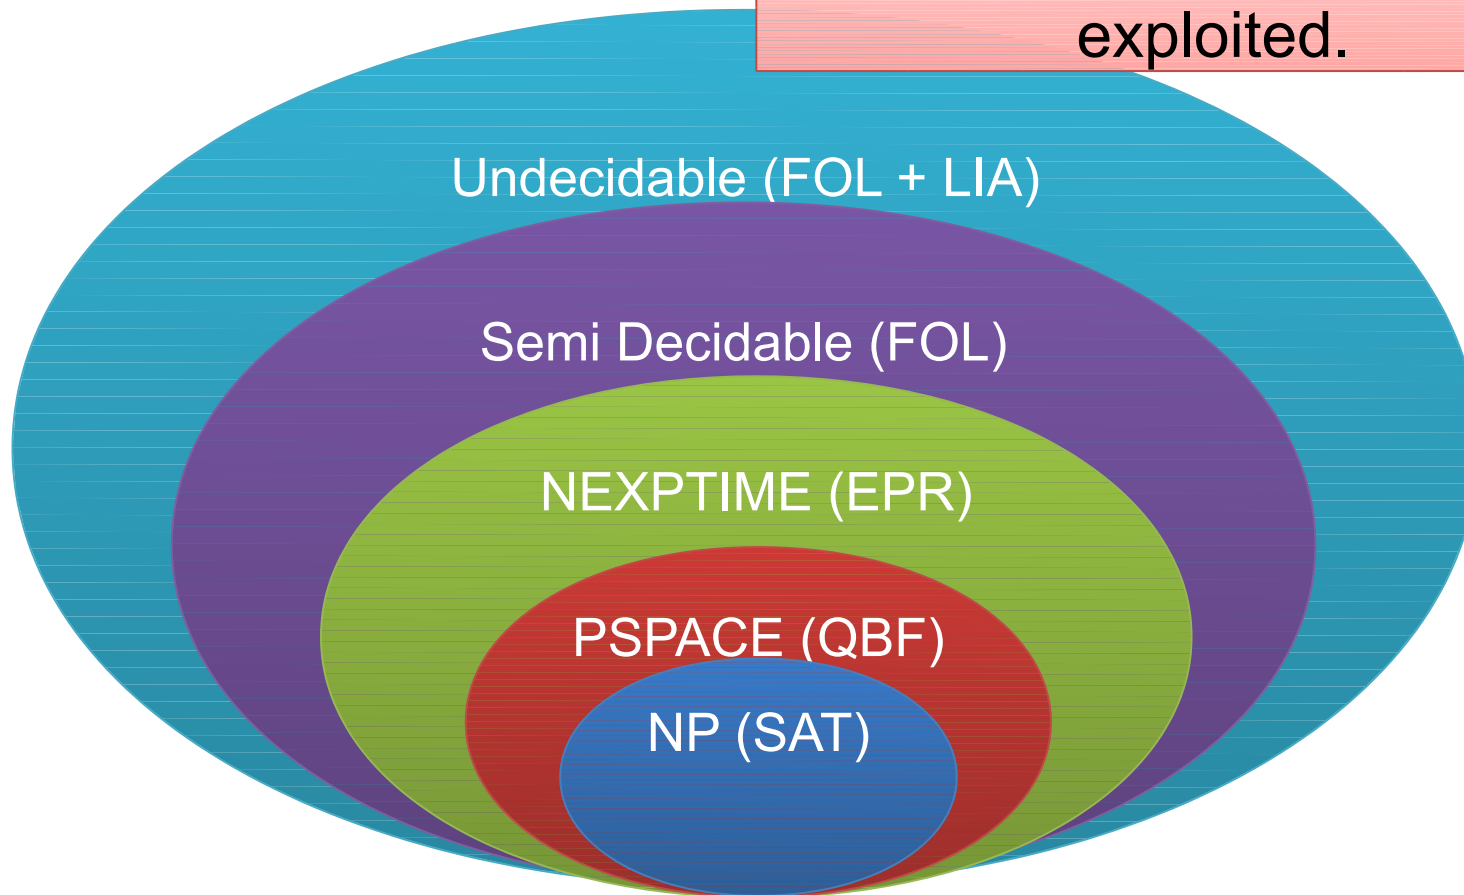 exploited.
Undecidable (FOL + LIA)
Semi Decidable (FOL)
NEXPTIME (EPR)
PSPACE (QBF)
NP (SAT)